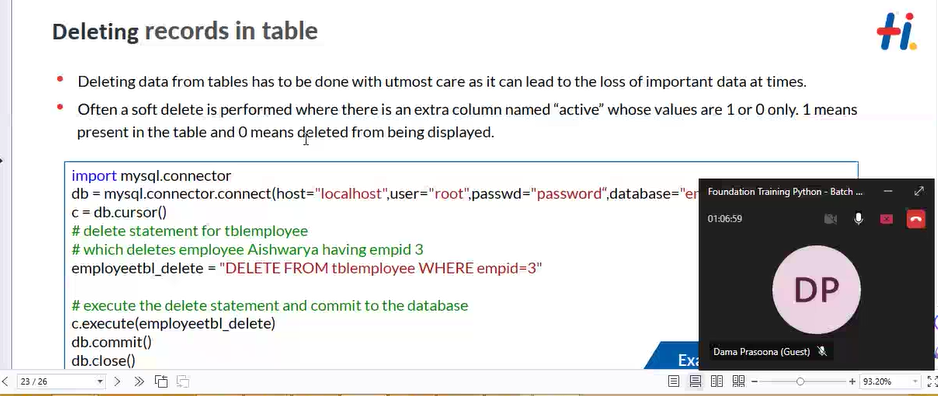 Deleting records in table
Hi
• Deleting data from tables has to be done with utmost care as it can lead to the loss of important data at times.
• Often a soft delete is performed where there is an extra column named “active” whose values are 1 or 0 only. 1 means
present in the table and 0 means deleted from being displayed.
import mysql.connector
db = mysql.connector.connect(host="localhost",user="root",passwd="password“,database="e
c = db.cursor()
# delete statement for tblemployee
# which deletes employee Aishwarya having empid 3
employeetbl_delete = "DELETE FROM tblemployee WHERE empid=3"
# execute the delete statement and commit to the database
c.execute(employeetbl_delete)
db.commit()
db.close()
Exa
Foundation Training Python - Batch ...
01:06:59
DP
Dama Prasoona (Guest)
23 / 26
93.20%